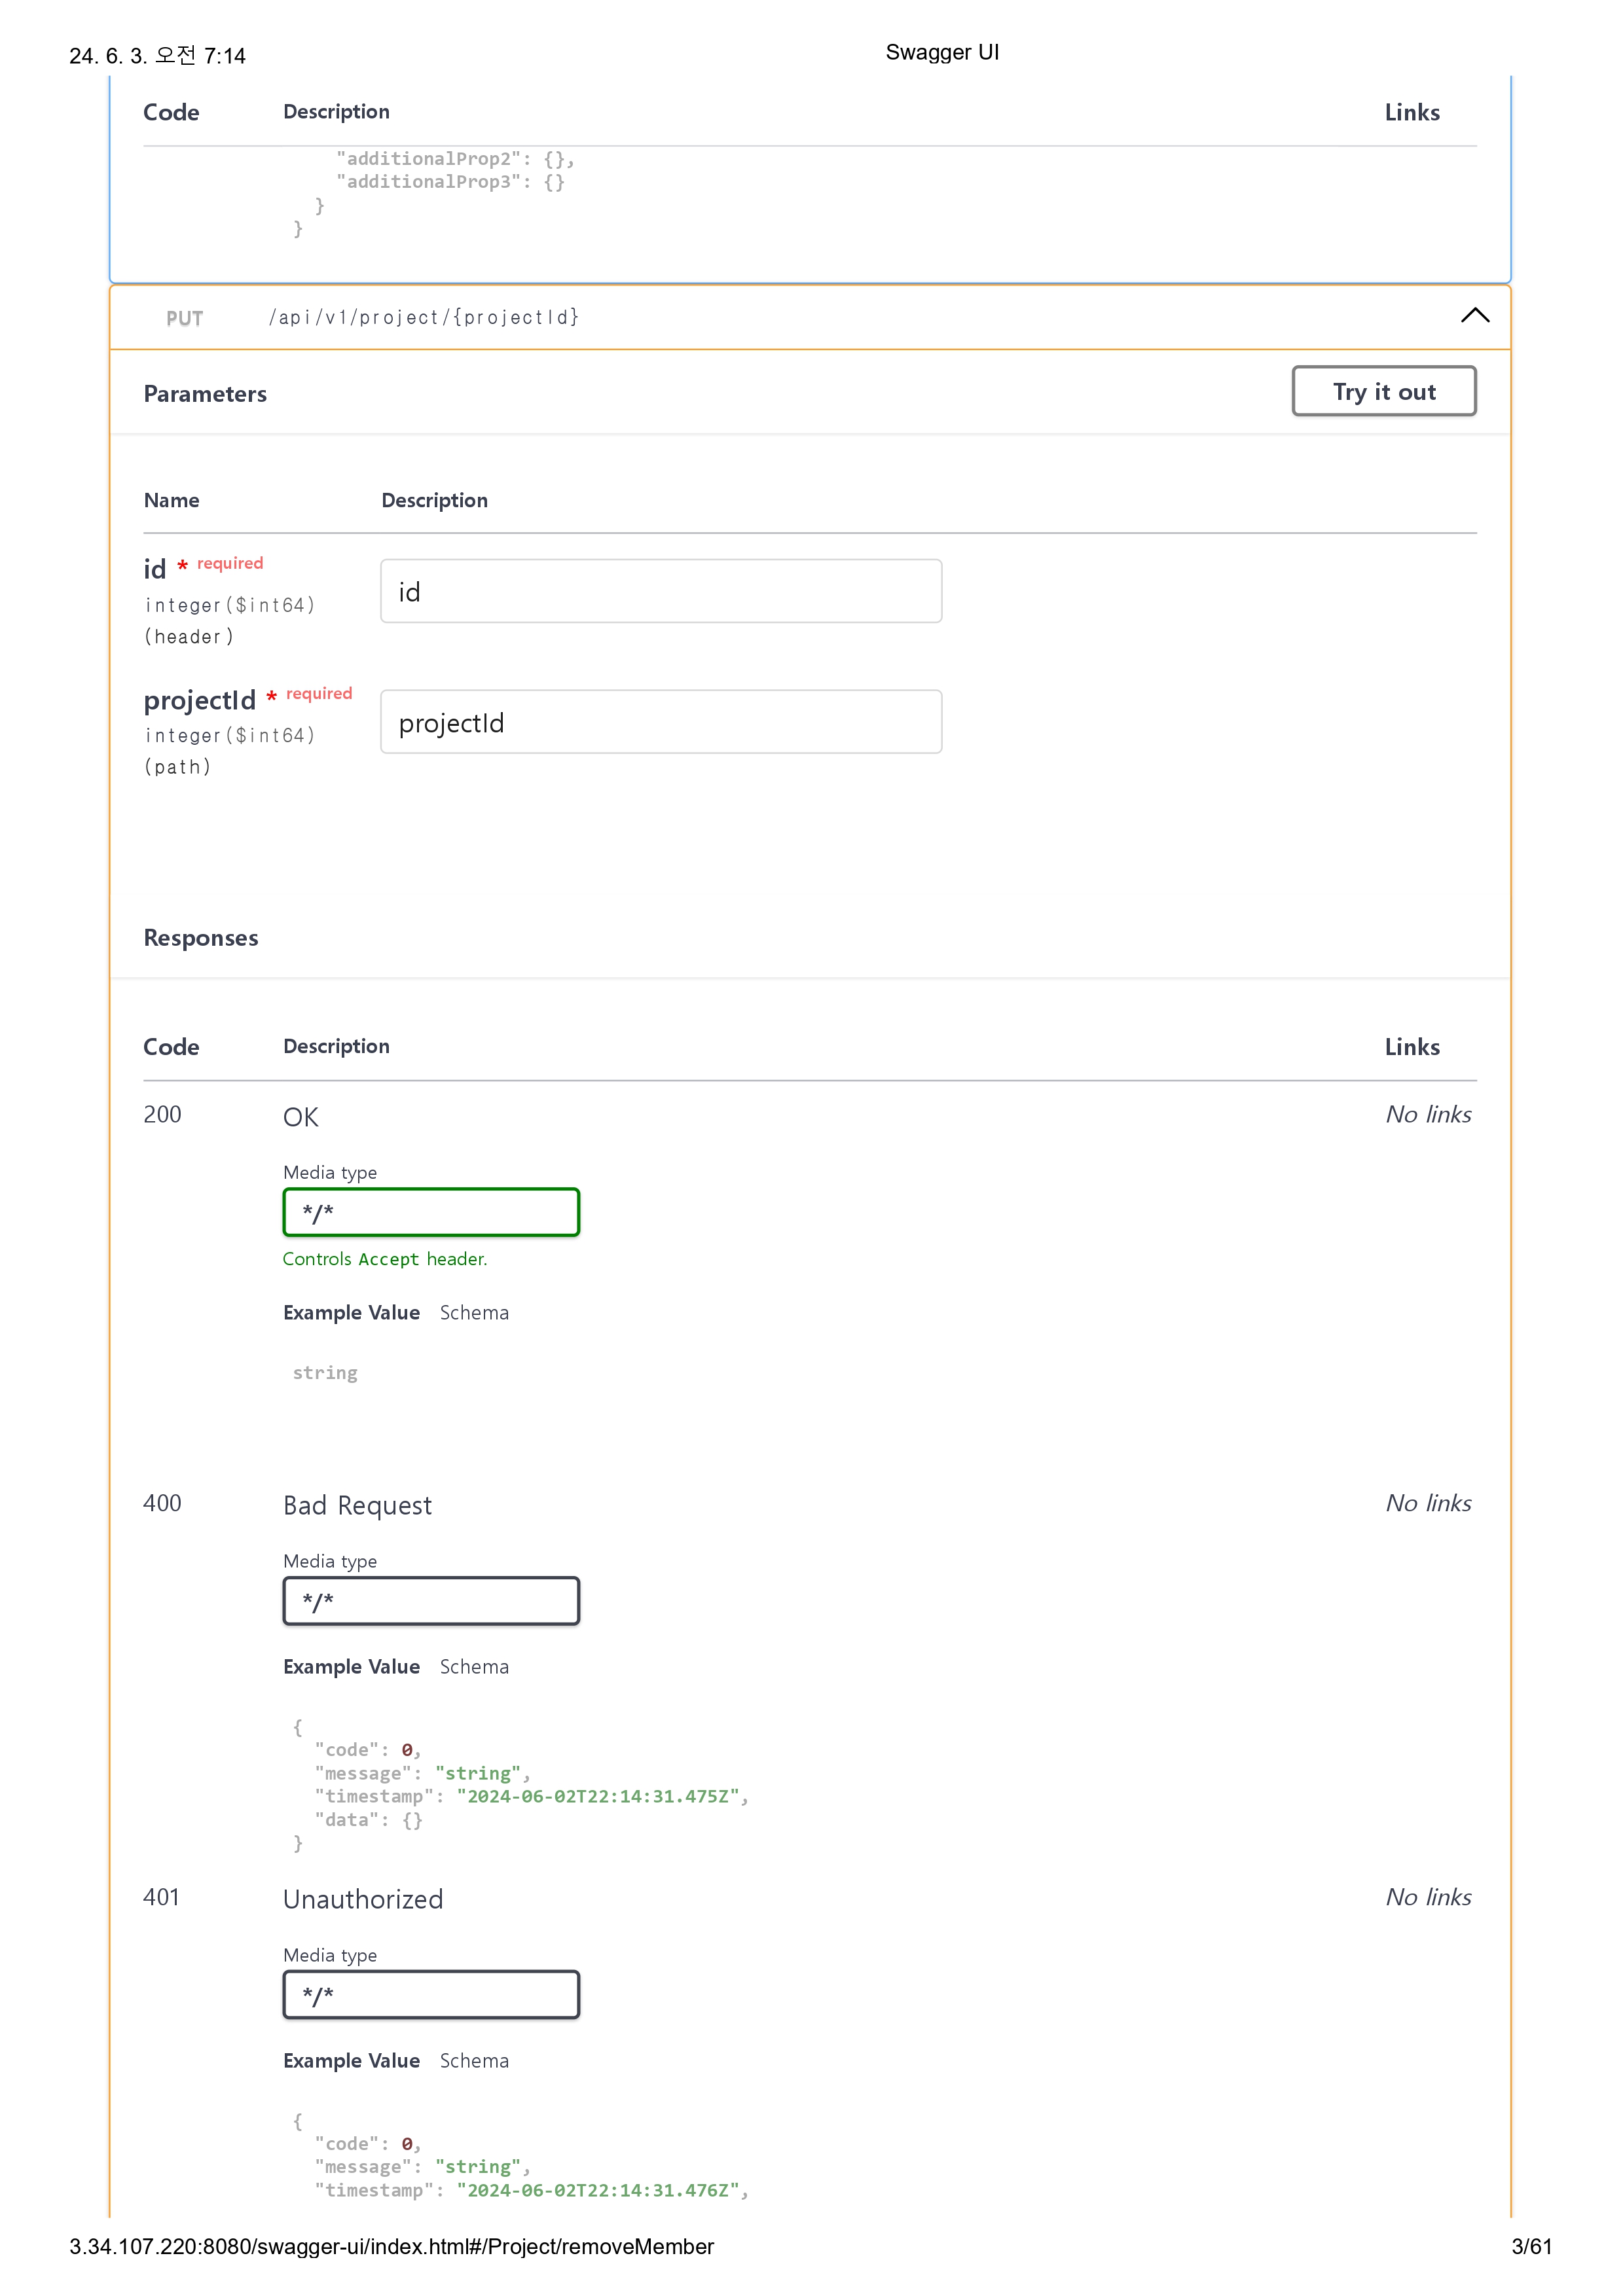 24. 6. 3. 오전 7:14 Swagger UI
Code Description Links
"additionalProp2": {},
"additionalProp3": {}
}
}
PUT /api/v1/project/{projectId}
Parameters Try it out
Name Description
id * required id
integer($int64)
(header)
projectId * required projectId
integer($int64)
(path)
Responses
Code Description Links
200 OK No links
Media type
*/*
Controls Accept header.
Example Value Schema
string
400 Bad Request No links
Media type
*/*
Example Value Schema
{
"code": 0,
"message": "string",
"timestamp": "2024-06-02T22:14:31.475Z",
"data": {}
}
401 Unauthorized No links
Media type
*/*
Example Value Schema
{
"code": 0,
"message": "string",
"timestamp": "2024-06-02T22:14:31.476Z",
3.34.107.220:8080/swagger-ui/index.html#/Project/removeMember 3/61